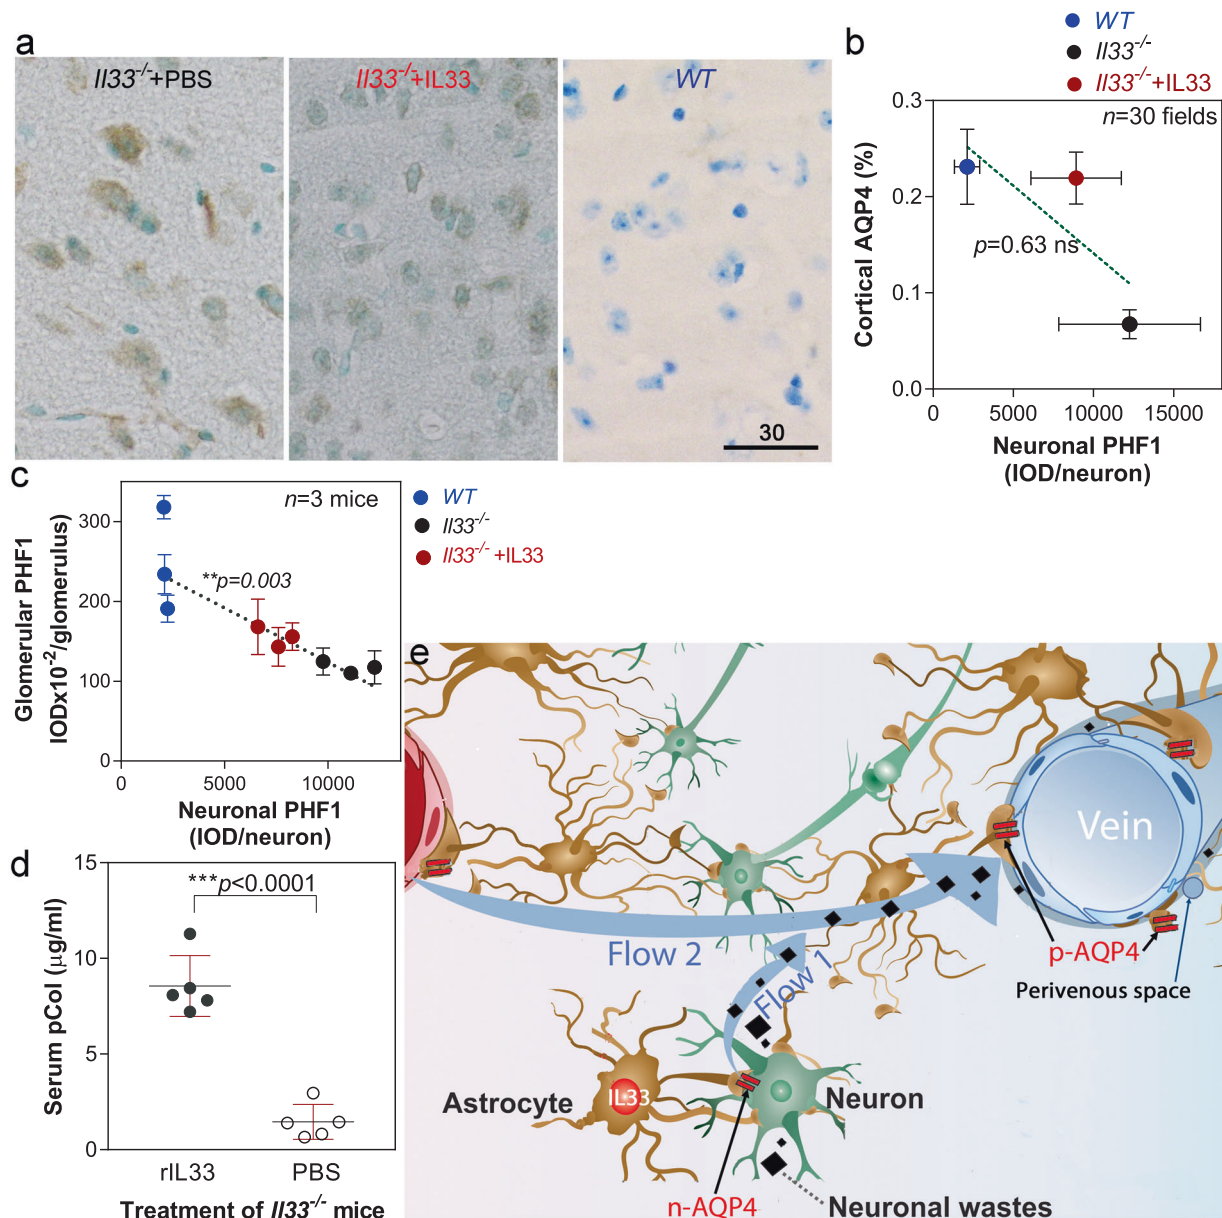 a
Il33-/-+PBS
Il33-/-+IL33
WT
30
b
WT
Il33-/-
Il33-/-+IL33
n=30 fields
p=0.63 ns
0.3
0.2
0.1
0.0
Cortical AQP4 (%)
0 5000 10000 15000
Neuronal PHF1
(IOD/neuron)
c
n=3 mice
**p=0.003
300
200
100
0
Glomerular PHF1
IODx10-2/glomerulus)
0 5000 10000
Neuronal PHF1
(IOD/neuron)
WT
Il33-/-
Il33-/- +IL33
d
***p<0.0001
15
10
5
0
Serum pCol (μg/ml)
rIL33 PBS
Treatment of Il33-/- mice
e
Vein
Flow 2
Flow 1
p-AQP4
Perivenous space
Astrocyte
IL33
Neuron
n-AQP4
Neuronal wastes